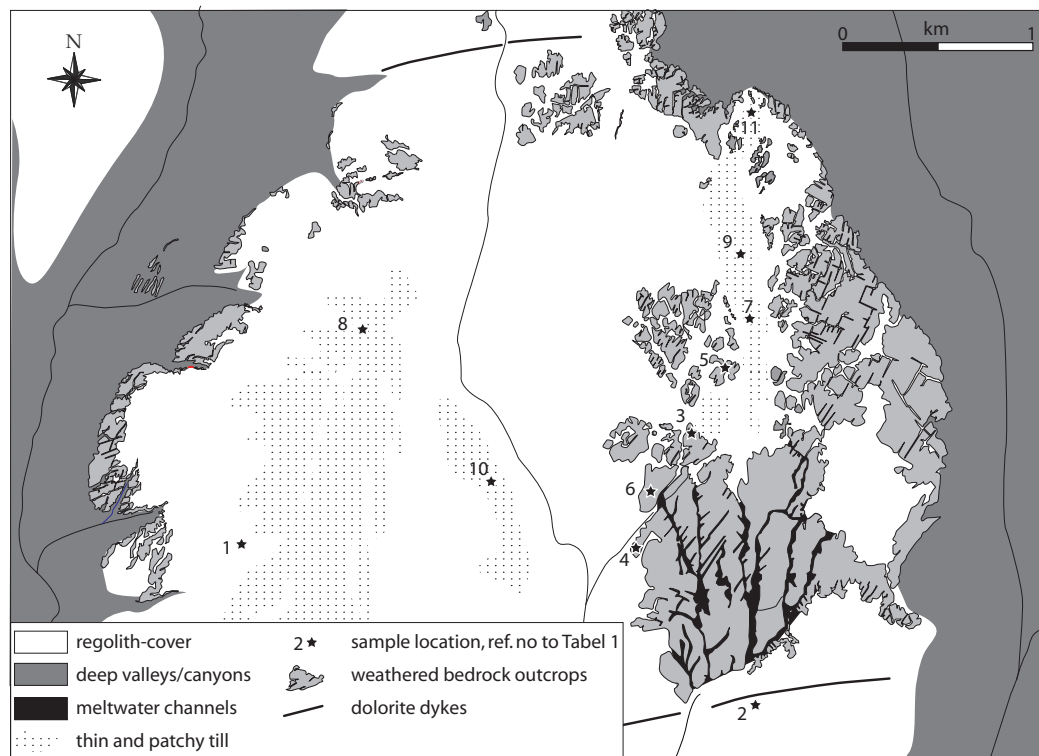 N
0 km 1
11
9
7
8
5
3
10
6
1
4
regolith-cover
deep valleys/canyons
meltwater channels
thin and patchy till
2 sample location, ref. no to Tabel 1
weathered bedrock outcrops
dolorite dykes
2